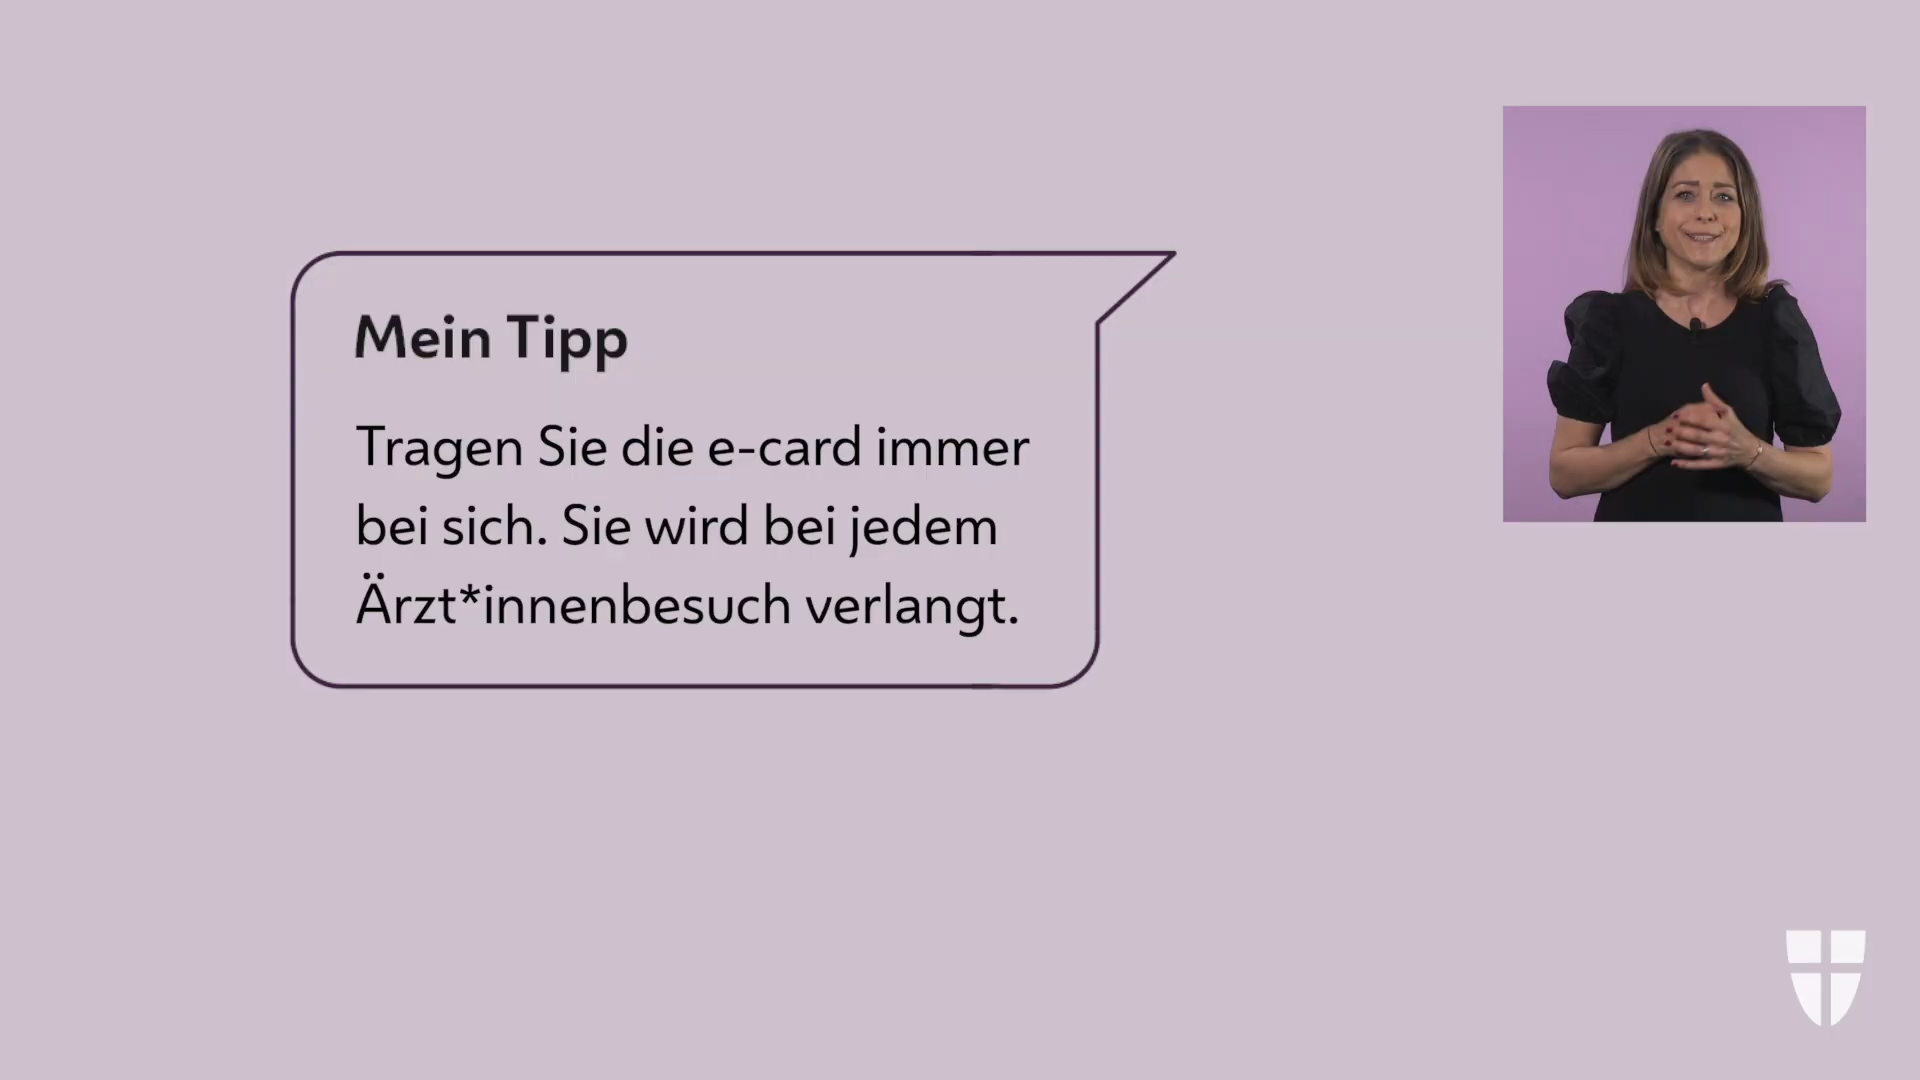 Mein Tipp
Tragen Sie die e-card immer
bei sich. Sie wird bei jedem
Ärzt*innenbesuch verlangt.